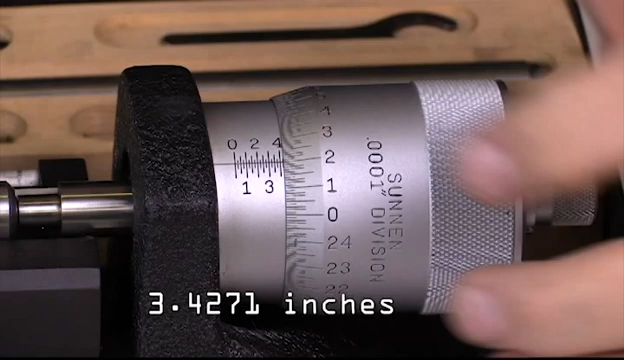 0 2 4
1 3
4
3
2
1
0
24
23
22
.0001" DIVISION
SUNNEN
3.4271 inches